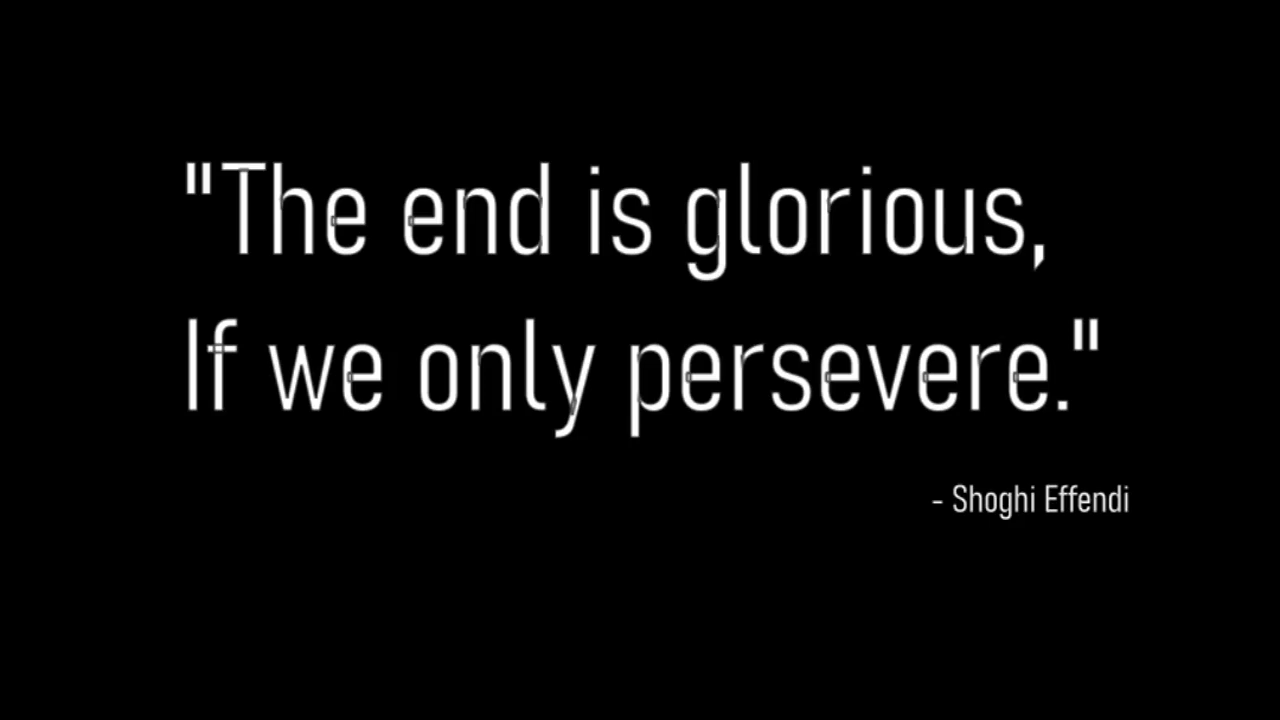 "The end is glorious,
If we only persevere."
- Shoghi Effendi